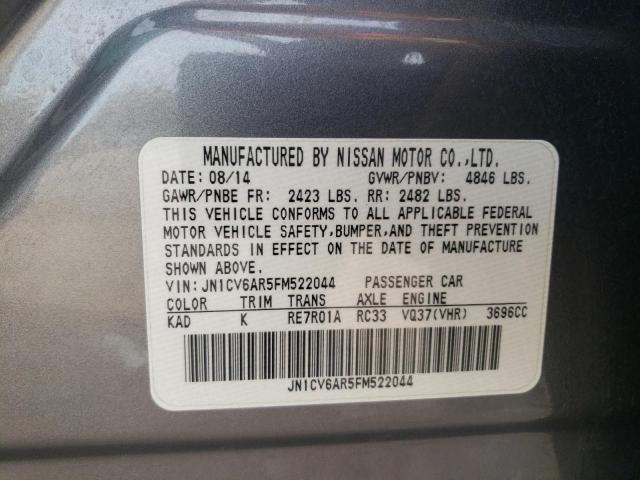 MANUFACTURED BY NISSAN MOTOR CO.,LTD.
DATE: 08/14 GVWR/PNBV: 4846 LBS.
GAWR/PNBE FR: 2423 LBS. RR: 2482 LBS.
THIS VEHICLE CONFORMS TO ALL APPLICABLE FEDERAL
MOTOR VEHICLE SAFETY,BUMPER,AND THEFT PREVENTION
STANDARDS IN EFFECT ON THE DATE OF MANUFACTURE
SHOWN ABOVE.
VIN: JN1CV6AR5FM522044 PASSENGER CAR
COLOR TRIM TRANS AXLE ENGINE
KAD K RE7R01A RC33 VQ37(VHR) 3696CC
JN1CV6AR5FM522044